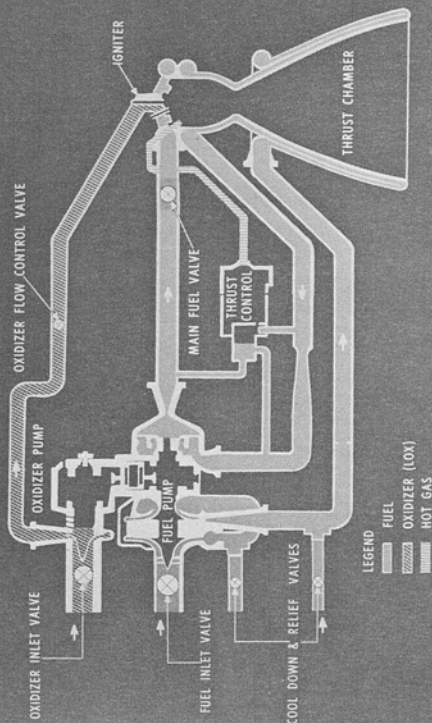 OXIDIZER INLET VALVE
OXIDIZER PUMP
OXIDIZER FLOW CONTROL VALVE
IGNITER
FUEL INLET VALVE
FUEL PUMP
MAIN FUEL VALVE
THRUST
CONTROL
THRUST CHAMBER
COOL DOWN & RELIEF VALVES
LEGEND
FUEL
OXIDIZER (LOX)
HOT GAS